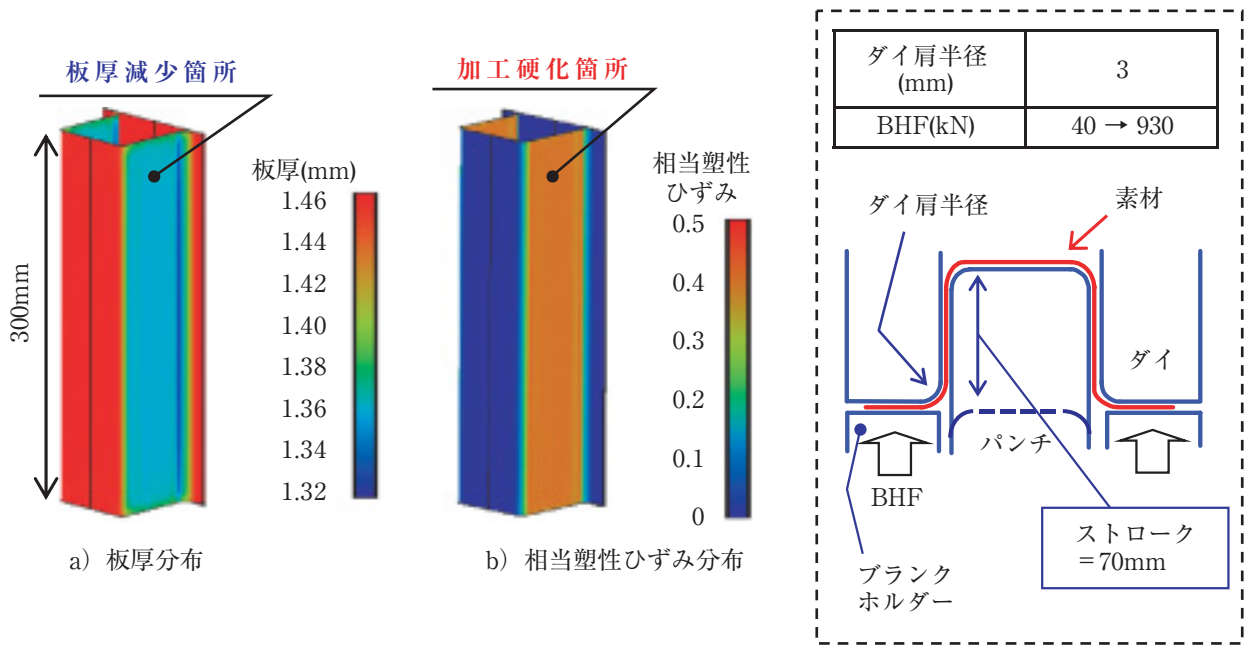 板厚減少箇所
300mm
板厚(mm)
1.46
1.44
1.42
1.40
1.38
1.36
1.34
1.32
a）板厚分布
加工硬化箇所
相当塑性
ひずみ
0.5
0.4
0.3
0.2
0.1
0
b）相当塑性ひずみ分布
ダイ肩半径
(mm)
3
BHF(kN)
40 → 930
ダイ肩半径
素材
ダイ
パンチ
BHF
ストローク
=70mm
ブランク
ホルダー